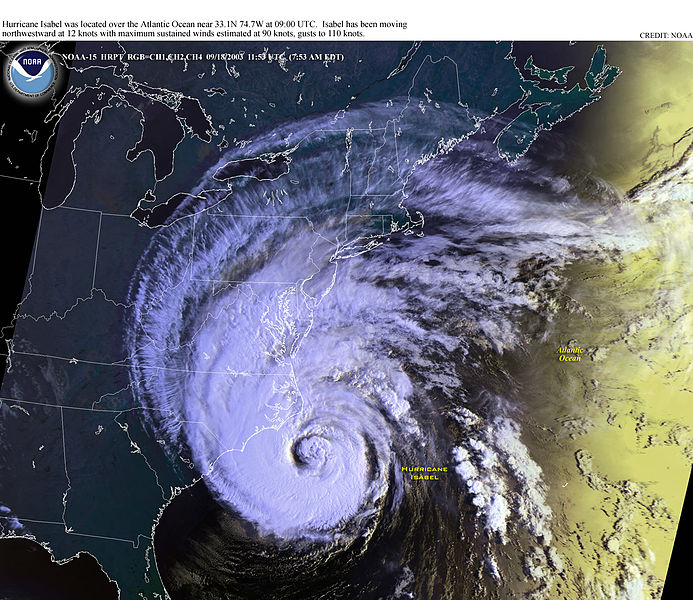 Hurricane Isabel was located over the Atlantic Ocean near 33.1N 74.7W at 09:00 UTC.  Isabel has been moving
northwestward at 12 knots with maximum sustained winds estimated at 90 knots, gusts to 110 knots.
CREDIT: NOAA
NOAA-15 HRPT RGB=CH1,CH2,CH4 09/18/2003 11:53 UTC (7:53 AM EDT)
NOAA
Atlantic
Ocean
HURRICANE
ISABEL